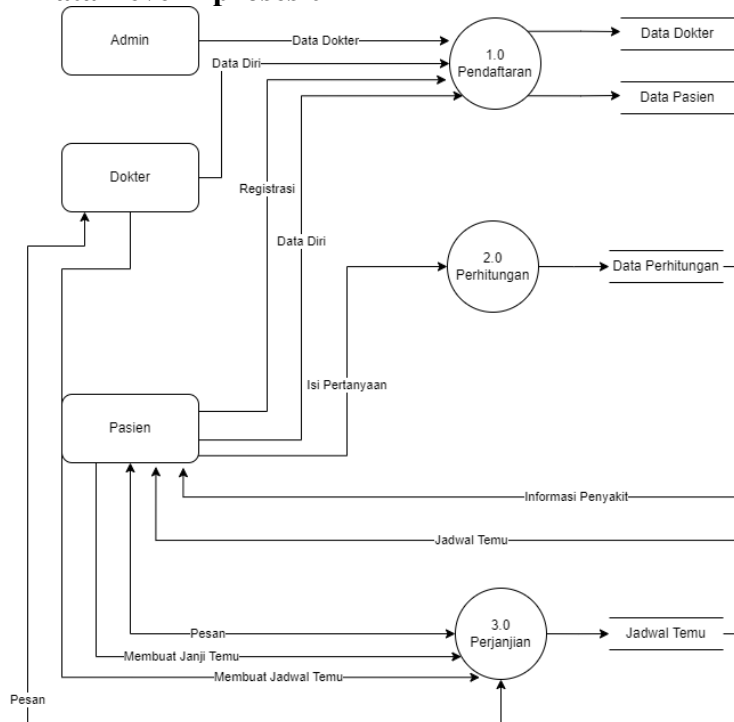 Admin
Data Dokter
1.0
Pendaftaran
Data Dokter
Data Diri
Data Pasien
Dokter
Registrasi
Data Diri
2.0
Perhitungan
Data Perhitungan
Isi Pertanyaan
Pasien
Informasi Penyakit
Jadwal Temu
Pesan
3.0
Perjanjian
Jadwal Temu
Membuat Janji Temu
Membuat Jadwal Temu
Pesan